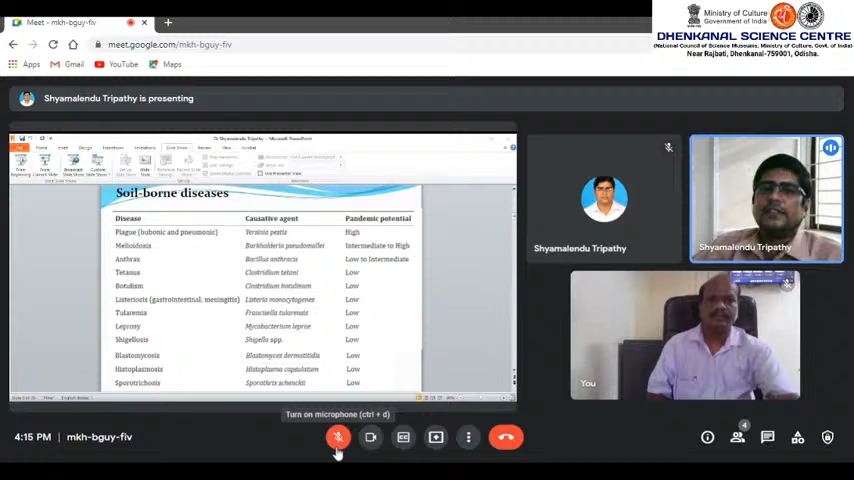 Meet - mkh-bguy-fiv
Ministry of Culture
Government of India
meet.google.com/mkh-bguy-fiv
DHENKANAL SCIENCE CENTRE
(National Council of Science Museums, Ministry of Culture, Govt. of India)
Near Rajbati, Dhenkanal-759001, Odisha.
Apps Gmail YouTube Maps
Shyamalendu Tripathy is presenting
Dr Shyamalendu Tripathy - Microsoft PowerPoint
Soil-borne diseases
Disease Causative agent Pandemic potential
Plague (bubonic and pneumonic) Yersinia pestis High
Melioidosis Burkholderia pseudomallei Intermediate to High
Anthrax Bacillus anthracis Low to Intermediate
Tetanus Clostridium tetani Low
Botulism Clostridium botulinum Low
Listeriosis (gastrointestinal; meningitis) Listeria monocytogenes Low
Tularemia Francisella tularensis Low
Leprosy Mycobacterium leprae Low
Shigellosis Shigella spp. Low
Blastomycosis Blastomyces dermatitidis Low
Histoplasmosis Histoplasma capsulatum Low
Sporotrichosis Sporothrix schenckii Low
Shyamalendu Tripathy
Shyamalendu Tripathy
You
Turn on microphone (ctrl + d)
4:15 PM | mkh-bguy-fiv
4